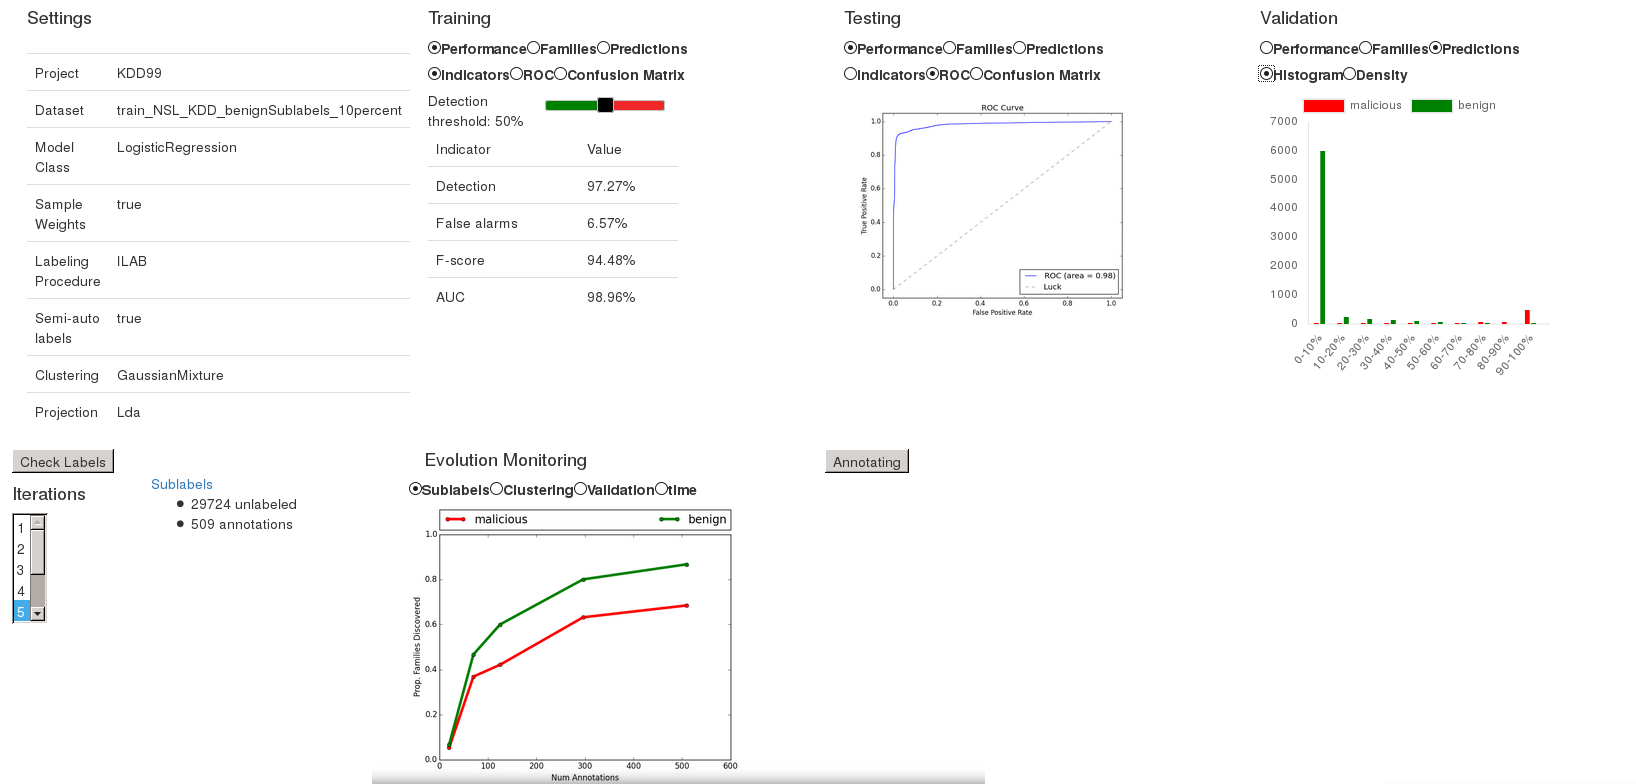 Settings
Project KDD99
Dataset train_NSL_KDD_benignSublabels_10percent
Model Class LogisticRegression
Sample Weights true
Labeling Procedure ILAB
Semi-auto labels true
Clustering GaussianMixture
Projection Lda
Training
Performance Families Predictions
Indicators ROC Confusion Matrix
Detection
threshold: 50%
Indicator Value
Detection 97.27%
False alarms 6.57%
F-score 94.48%
AUC 98.96%
Testing
Performance Families Predictions
Indicators ROC Confusion Matrix
ROC Curve
1.0
0.8
0.6
0.4
0.2
0.0
True Positive Rate
ROC (area = 0.98)
Luck
0.0 0.2 0.4 0.6 0.8 1.0
False Positive Rate
Validation
Performance Families Predictions
Histogram Density
malicious benign
7000
6000
5000
4000
3000
2000
1000
0
0-10% 10-20% 20-30% 30-40% 40-50% 50-60% 60-70% 70-80% 80-90% 90-100%
Check Labels
Iterations
1
2
3
4
5
Sublabels
29724 unlabeled
509 annotations
Evolution Monitoring
Sublabels Clustering Validation time
malicious benign
1.0
0.8
0.6
0.4
0.2
0.0
Prop. Families Discovered
0 100 200 300 400 500 600
Num Annotations
Annotating